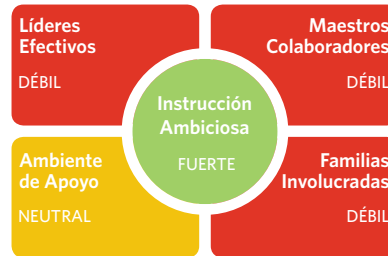 Líderes
Efectivos
DÉBIL
Maestros
Colaboradores
DÉBIL
Instrucción
Ambiciosa
FUERTE
Ambiente
de Apoyo
NEUTRAL
Familias
Involucradas
DÉBIL